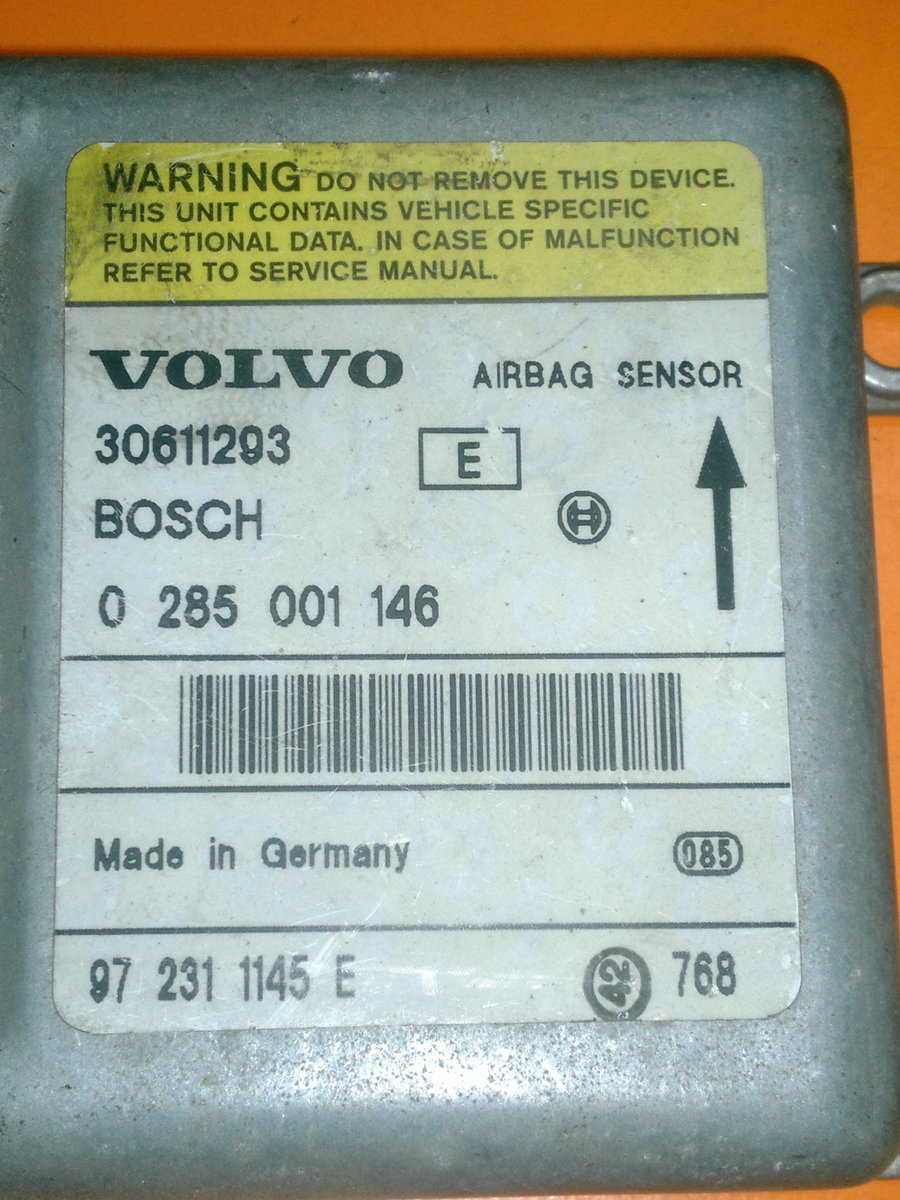 WARNING DO NOT REMOVE THIS DEVICE.
THIS UNIT CONTAINS VEHICLE SPECIFIC
FUNCTIONAL DATA. IN CASE OF MALFUNCTION
REFER TO SERVICE MANUAL.
VOLVO AIRBAG SENSOR
30611293 E
BOSCH
0 285 001 146
Made in Germany 085
97 231 1145 E 42 768